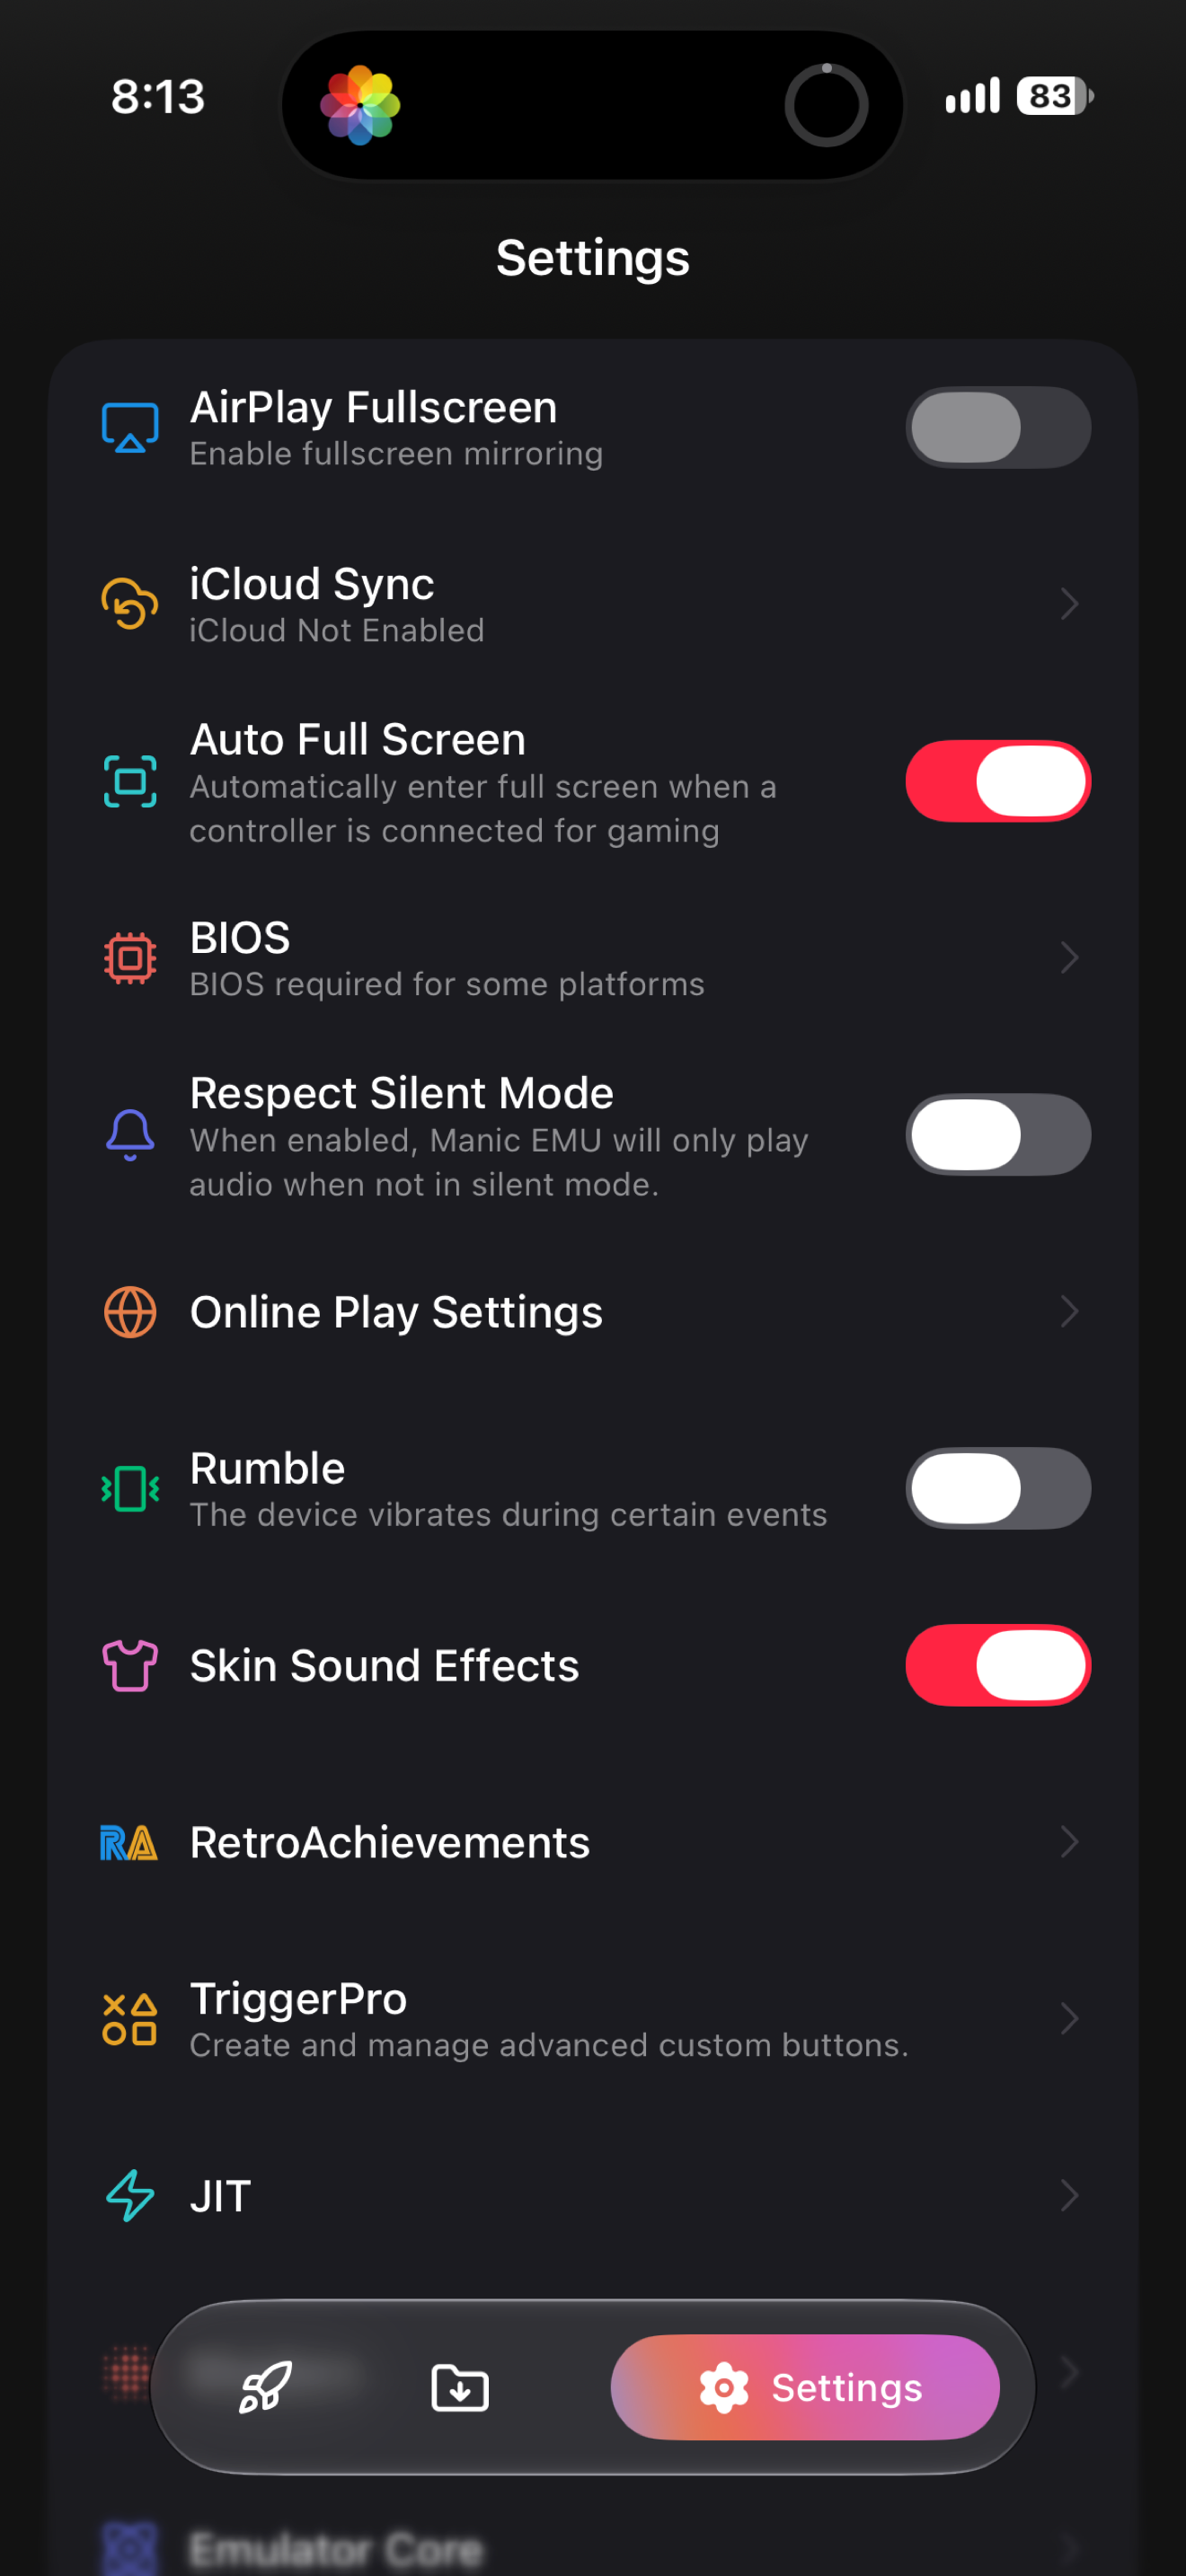 8:13
83
Settings
AirPlay Fullscreen
Enable fullscreen mirroring
iCloud Sync
iCloud Not Enabled
Auto Full Screen
Automatically enter full screen when a
controller is connected for gaming
BIOS
BIOS required for some platforms
Respect Silent Mode
When enabled, Manic EMU will only play
audio when not in silent mode.
Online Play Settings
Rumble
The device vibrates during certain events
Skin Sound Effects
RA
RetroAchievements
TriggerPro
Create and manage advanced custom buttons.
JIT
Settings
Emulator Core